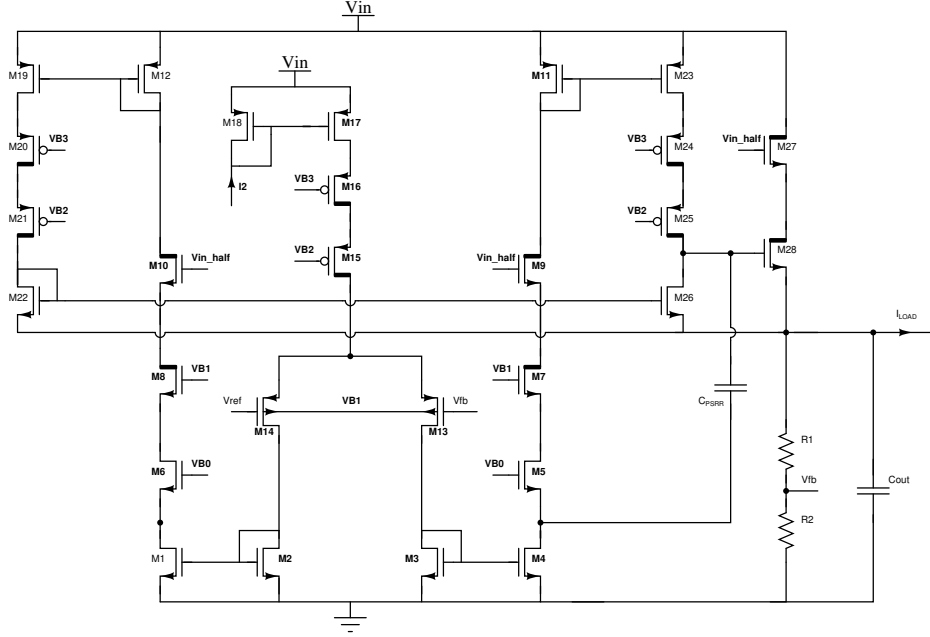 Vin
M19
M12
M11
M23
Vin
M18
M17
VB3
M20
VB3
M24
Vin_half
M27
I2
VB3
M16
VB2
M21
VB2
M25
VB2
M15
M28
M10
Vin_half
Vin_half
M9
M22
M26
I_LOAD
M8
VB1
VB1
M7
Vref
VB1
Vfb
C_PSRR
M14
M13
R1
M6
VB0
VB0
M5
Vfb
Cout
R2
M1
M2
M3
M4